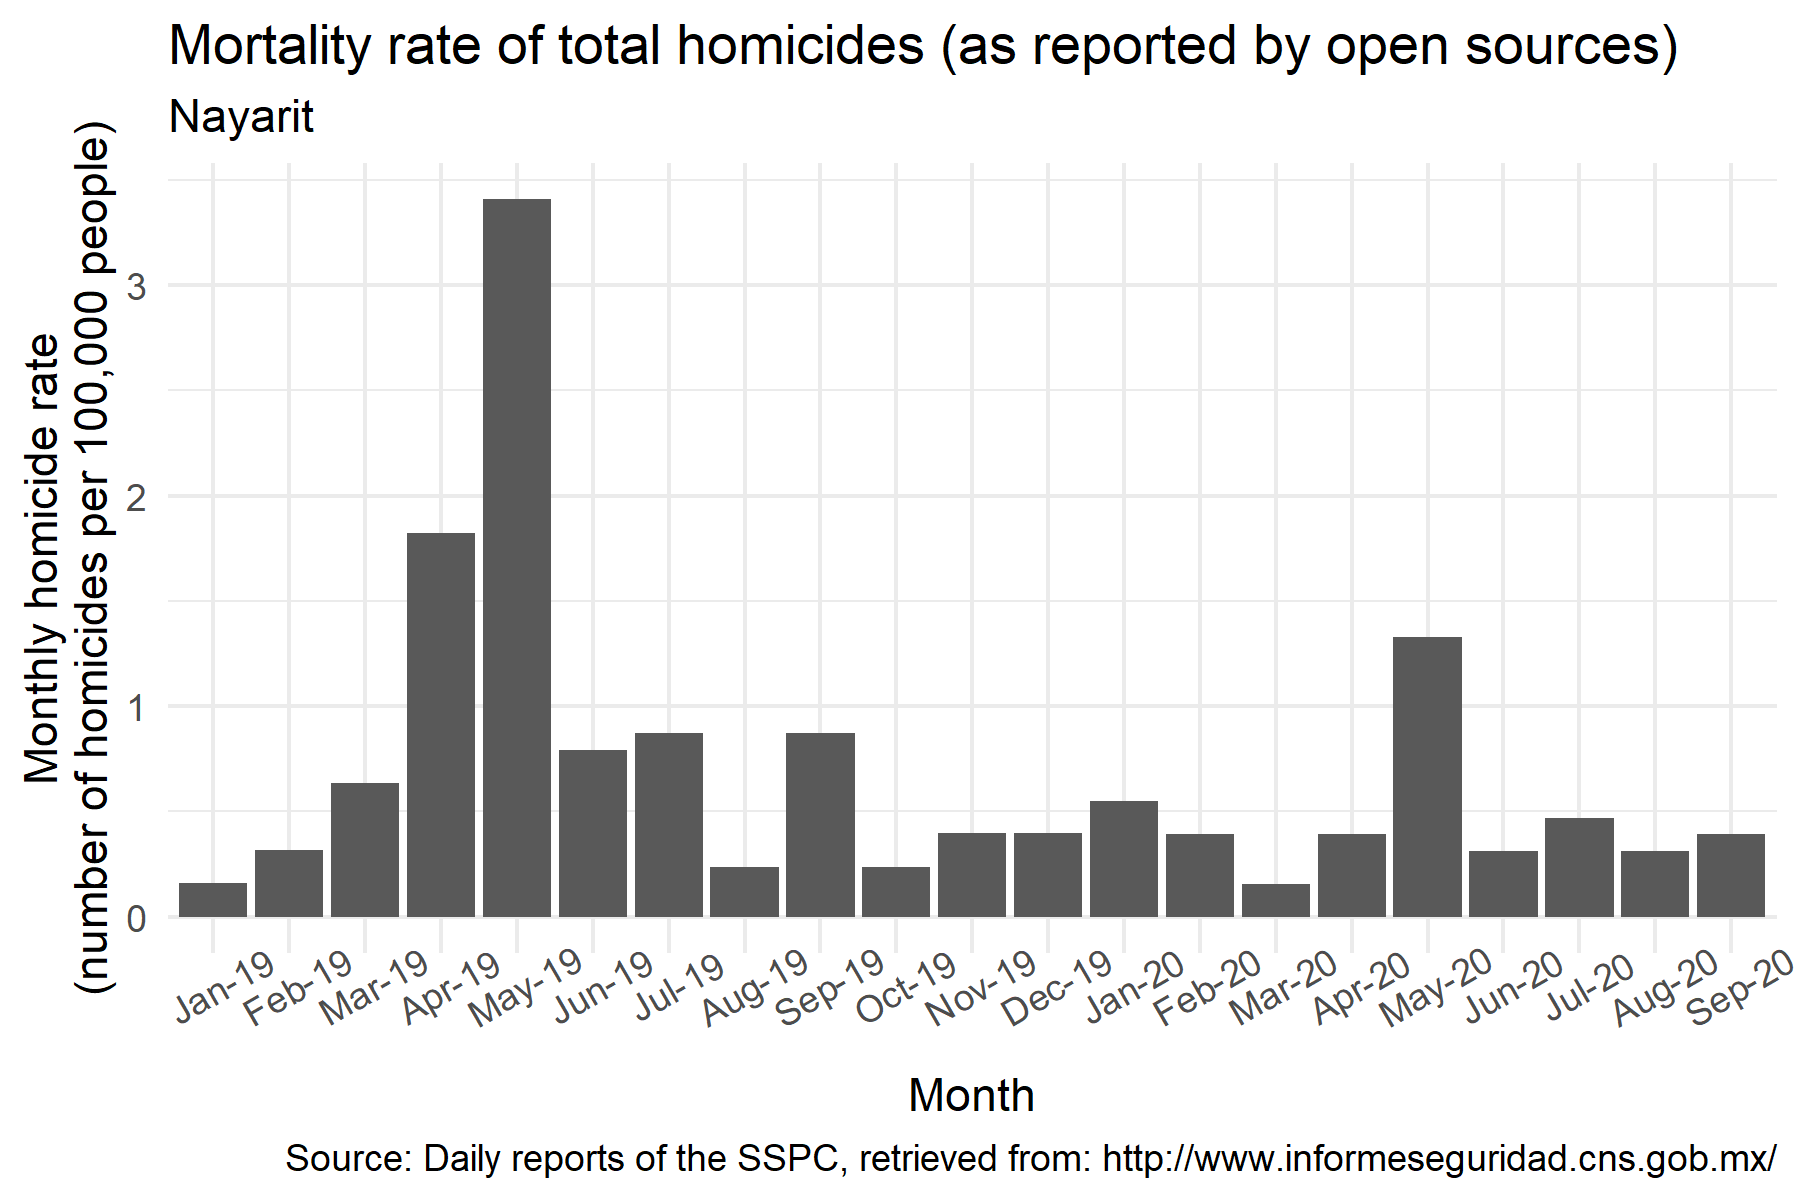 Mortality rate of total homicides (as reported by open sources)
Nayarit
Monthly homicide rate
(number of homicides per 100,000 people)
3
2
1
0
Jan-19
Feb-19
Mar-19
Apr-19
May-19
Jun-19
Jul-19
Aug-19
Sep-19
Oct-19
Nov-19
Dec-19
Jan-20
Feb-20
Mar-20
Apr-20
May-20
Jun-20
Jul-20
Aug-20
Sep-20
Month
Source: Daily reports of the SSPC, retrieved from: http://www.informeseguridad.cns.gob.mx/